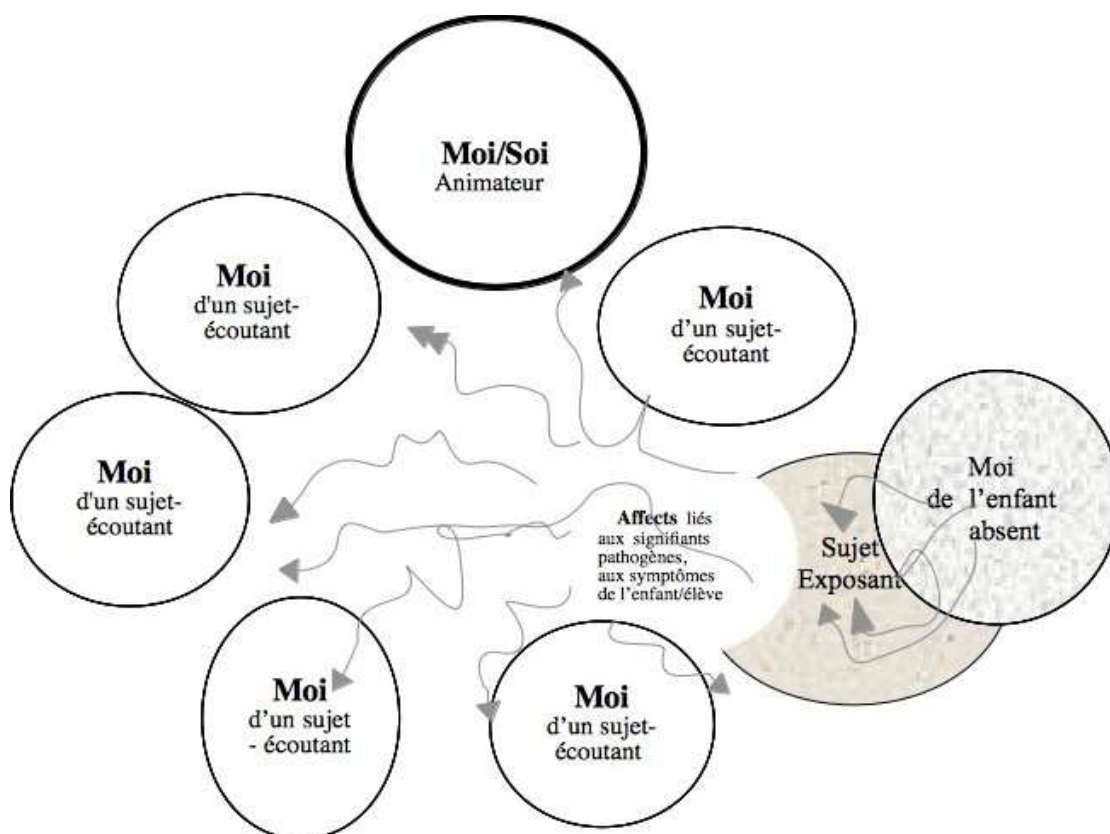 Moi/Soi
Animateur
Moi
d'un sujet-
écoutant
Moi
d’un sujet-
écoutant
Moi
d'un sujet-
écoutant
Moi
de l’enfant
absent
Affects liés
aux signifiants
pathogènes,
aux symptômes
de l’enfant/élève
Sujet
Exposant
Moi
d’un sujet
- écoutant
Moi
d’un sujet-
écoutant